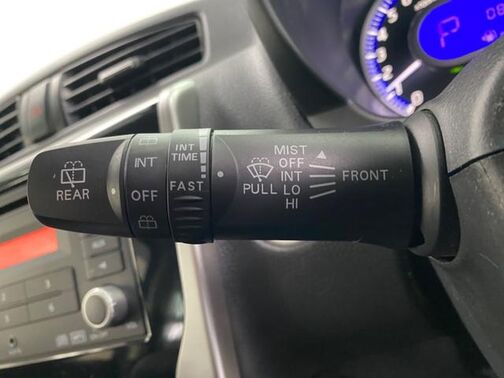 P
REAR
INT
OFF
INT
TIME
FAST
MIST
OFF
INT
PULL LO
HI
FRONT